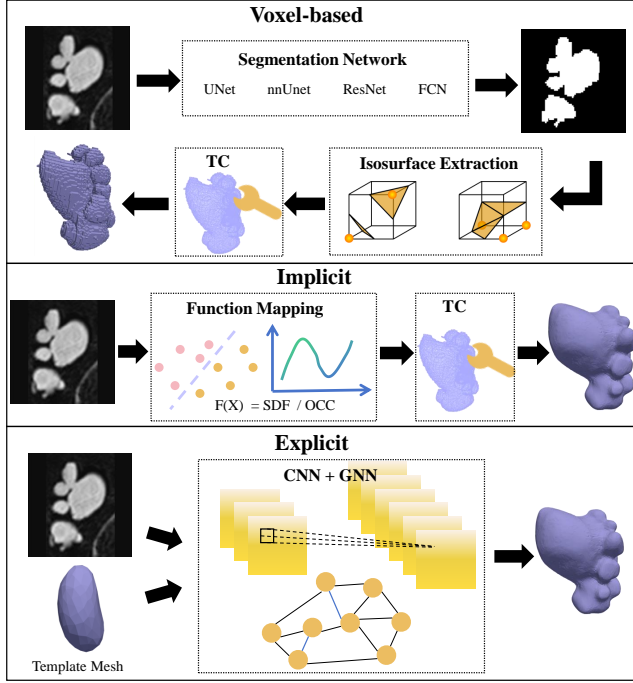 Voxel-based
Segmentation Network
UNet nnUnet ResNet FCN
TC
Isosurface Extraction
Implicit
Function Mapping
F(X) = SDF / OCC
TC
Explicit
CNN + GNN
Template Mesh